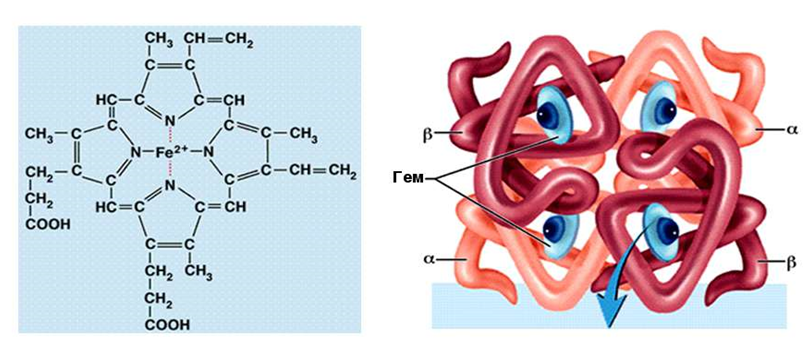 CH₃ CH=CH₂
C C
HC C C CH
N
CH₃ C C C C CH₃
N Fe²⁺ N
CH₂ C C C C CH=CH₂
CH₂ HC C N C CH
COOH
C C
CH₂ CH₃
CH₂
COOH
β α
Гем
α β